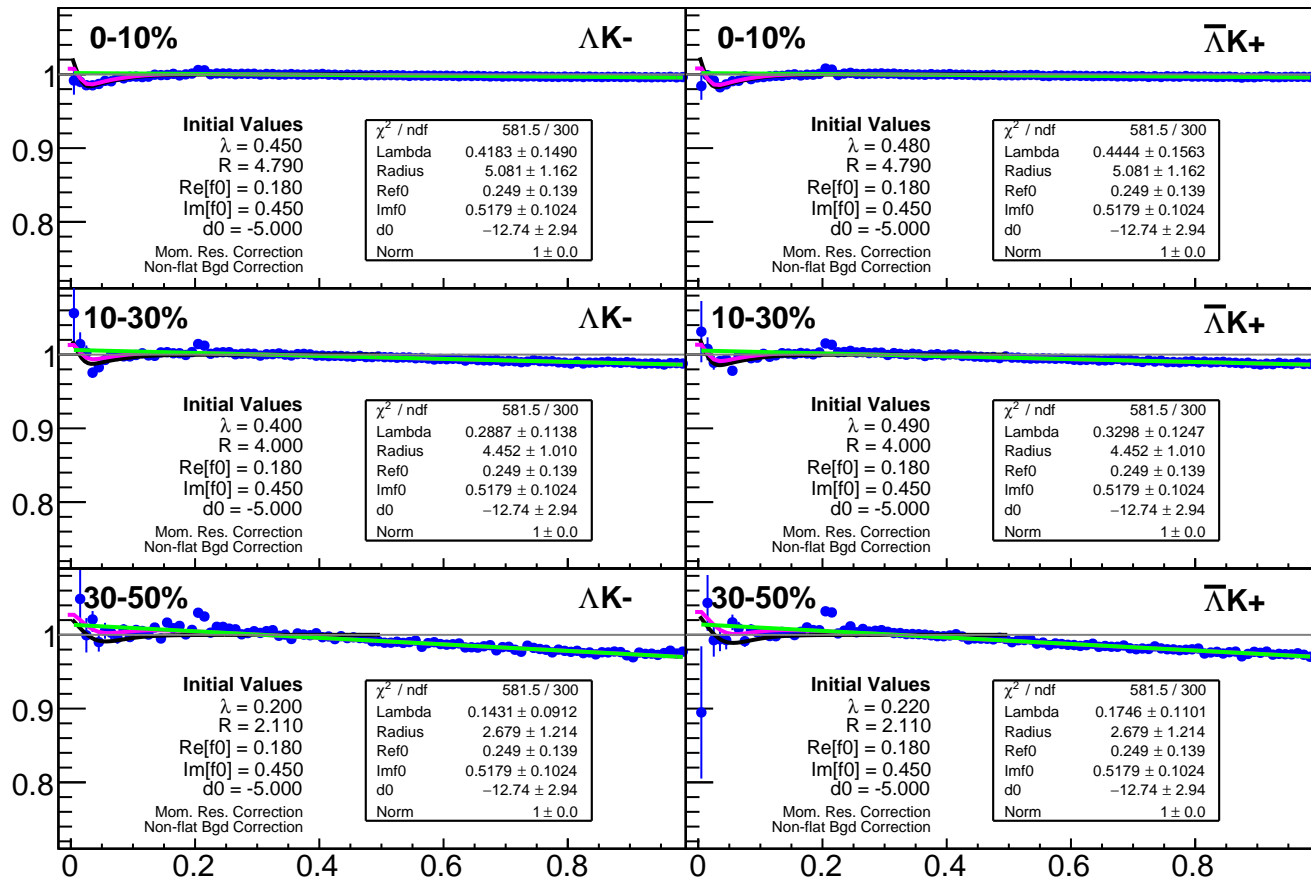 0-10%
ΛK-
1
0.9
0.8
Initial Values
λ = 0.450
R = 4.790
Re[f0] = 0.180
Im[f0] = 0.450
d0 = -5.000
Mom. Res. Correction
Non-flat Bgd Correction
χ² / ndf 581.5 / 300
Lambda 0.4183 ± 0.1490
Radius 5.081 ± 1.162
Ref0 0.249 ± 0.139
Imf0 0.5179 ± 0.1024
d0 −12.74 ± 2.94
Norm 1 ± 0.0
0-10%
Λ̅K+
Initial Values
λ = 0.480
R = 4.790
Re[f0] = 0.180
Im[f0] = 0.450
d0 = -5.000
Mom. Res. Correction
Non-flat Bgd Correction
χ² / ndf 581.5 / 300
Lambda 0.4444 ± 0.1563
Radius 5.081 ± 1.162
Ref0 0.249 ± 0.139
Imf0 0.5179 ± 0.1024
d0 −12.74 ± 2.94
Norm 1 ± 0.0
10-30%
ΛK-
1
0.9
0.8
Initial Values
λ = 0.400
R = 4.000
Re[f0] = 0.180
Im[f0] = 0.450
d0 = -5.000
Mom. Res. Correction
Non-flat Bgd Correction
χ² / ndf 581.5 / 300
Lambda 0.2887 ± 0.1138
Radius 4.452 ± 1.010
Ref0 0.249 ± 0.139
Imf0 0.5179 ± 0.1024
d0 −12.74 ± 2.94
Norm 1 ± 0.0
10-30%
Λ̅K+
Initial Values
λ = 0.490
R = 4.000
Re[f0] = 0.180
Im[f0] = 0.450
d0 = -5.000
Mom. Res. Correction
Non-flat Bgd Correction
χ² / ndf 581.5 / 300
Lambda 0.3298 ± 0.1247
Radius 4.452 ± 1.010
Ref0 0.249 ± 0.139
Imf0 0.5179 ± 0.1024
d0 −12.74 ± 2.94
Norm 1 ± 0.0
30-50%
ΛK-
1
0.9
0.8
Initial Values
λ = 0.200
R = 2.110
Re[f0] = 0.180
Im[f0] = 0.450
d0 = -5.000
Mom. Res. Correction
Non-flat Bgd Correction
χ² / ndf 581.5 / 300
Lambda 0.1431 ± 0.0912
Radius 2.679 ± 1.214
Ref0 0.249 ± 0.139
Imf0 0.5179 ± 0.1024
d0 −12.74 ± 2.94
Norm 1 ± 0.0
30-50%
Λ̅K+
Initial Values
λ = 0.220
R = 2.110
Re[f0] = 0.180
Im[f0] = 0.450
d0 = -5.000
Mom. Res. Correction
Non-flat Bgd Correction
χ² / ndf 581.5 / 300
Lambda 0.1746 ± 0.1101
Radius 2.679 ± 1.214
Ref0 0.249 ± 0.139
Imf0 0.5179 ± 0.1024
d0 −12.74 ± 2.94
Norm 1 ± 0.0
0 0.2 0.4 0.6 0.8
0 0.2 0.4 0.6 0.8